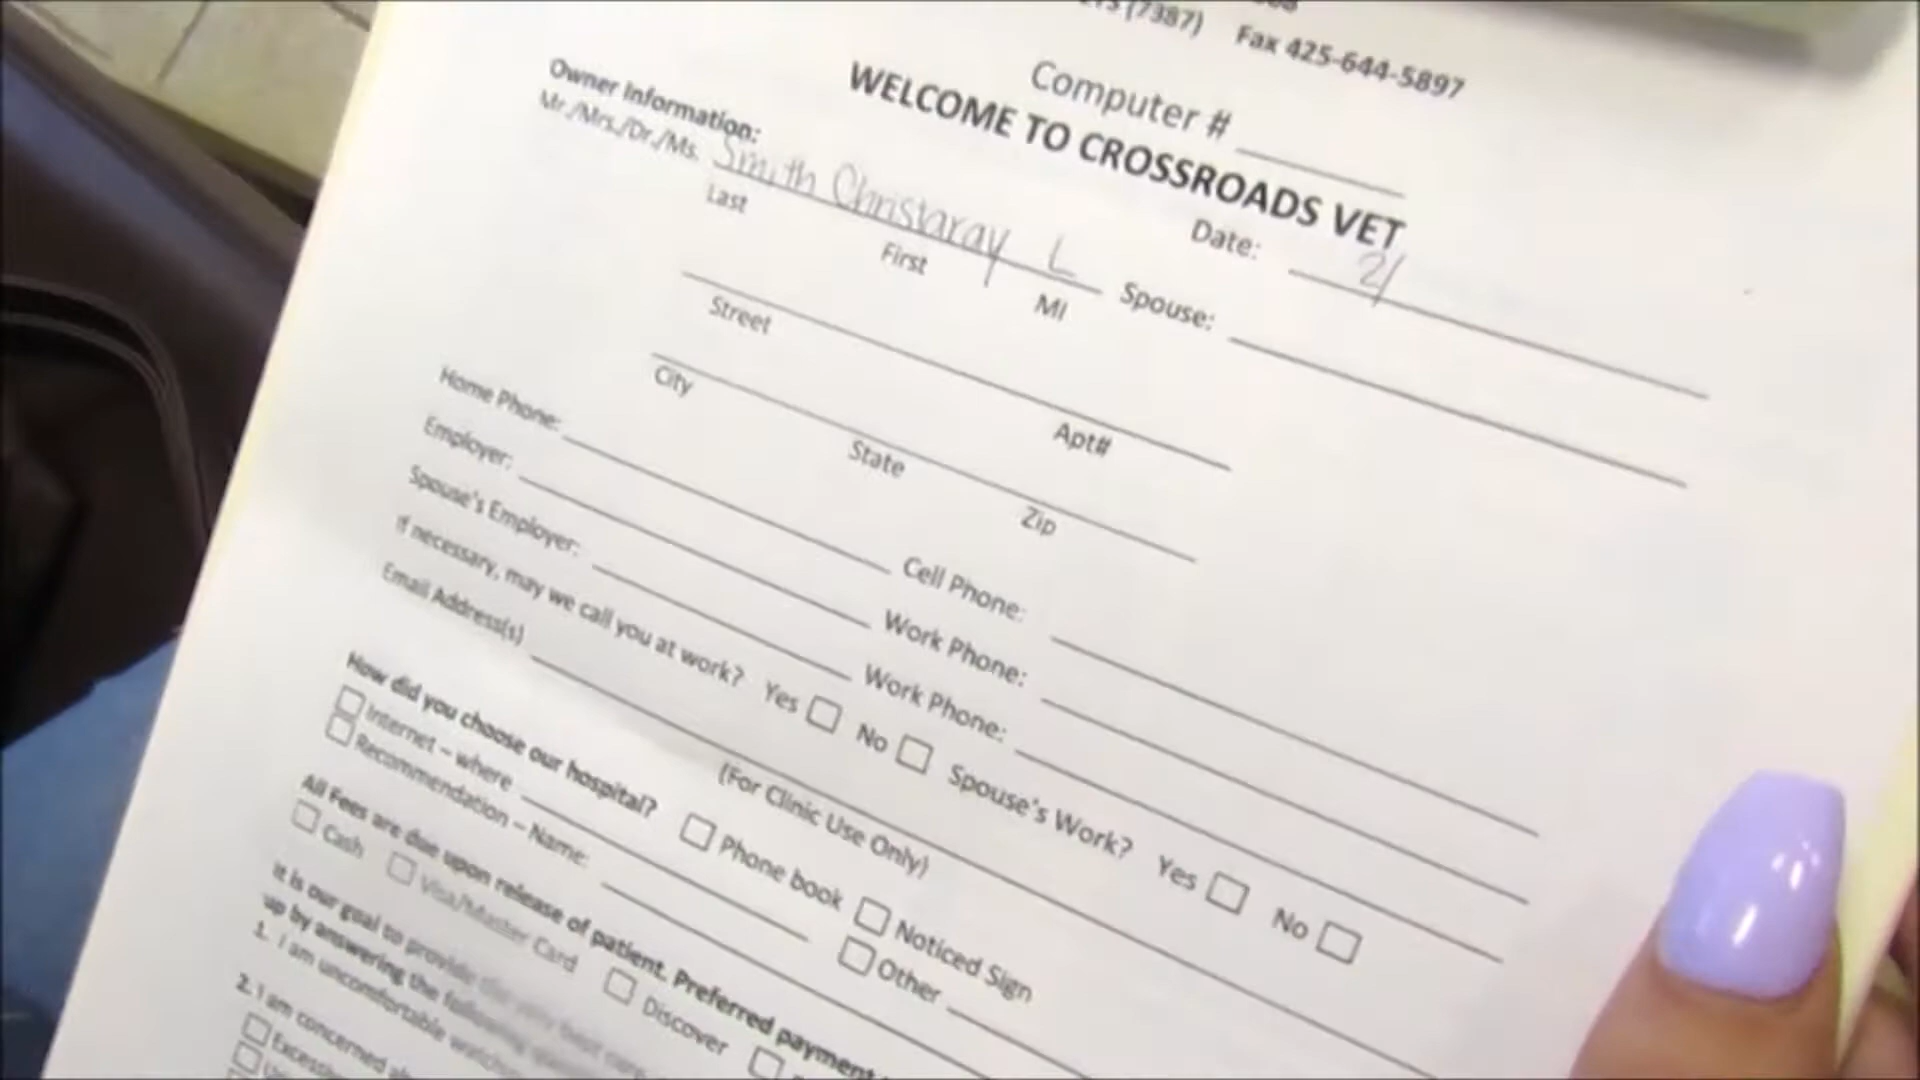 (7387) Fax 425-644-5897
Computer #
WELCOME TO CROSSROADS VET
Owner Information:
Date: 2/
Mr./Mrs./Dr./Ms. Smith Christaray L Spouse:
Last First MI
Street Apt#
City State Zip
Home Phone: Cell Phone:
Employer: Work Phone:
Spouse's Employer: Work Phone:
If necessary, may we call you at work? Yes No Spouse's Work? Yes No
Email Address(s)
(For Clinic Use Only)
How did you choose our hospital? Phone book Noticed Sign
Internet – where
Recommendation – Name: Other
All Fees are due upon release of patient. Preferred payment
Cash Visa/Master Card Discover
It is our goal to provide the very best care
up by answering the following
1. I am uncomfortable watching
2. I am concerned